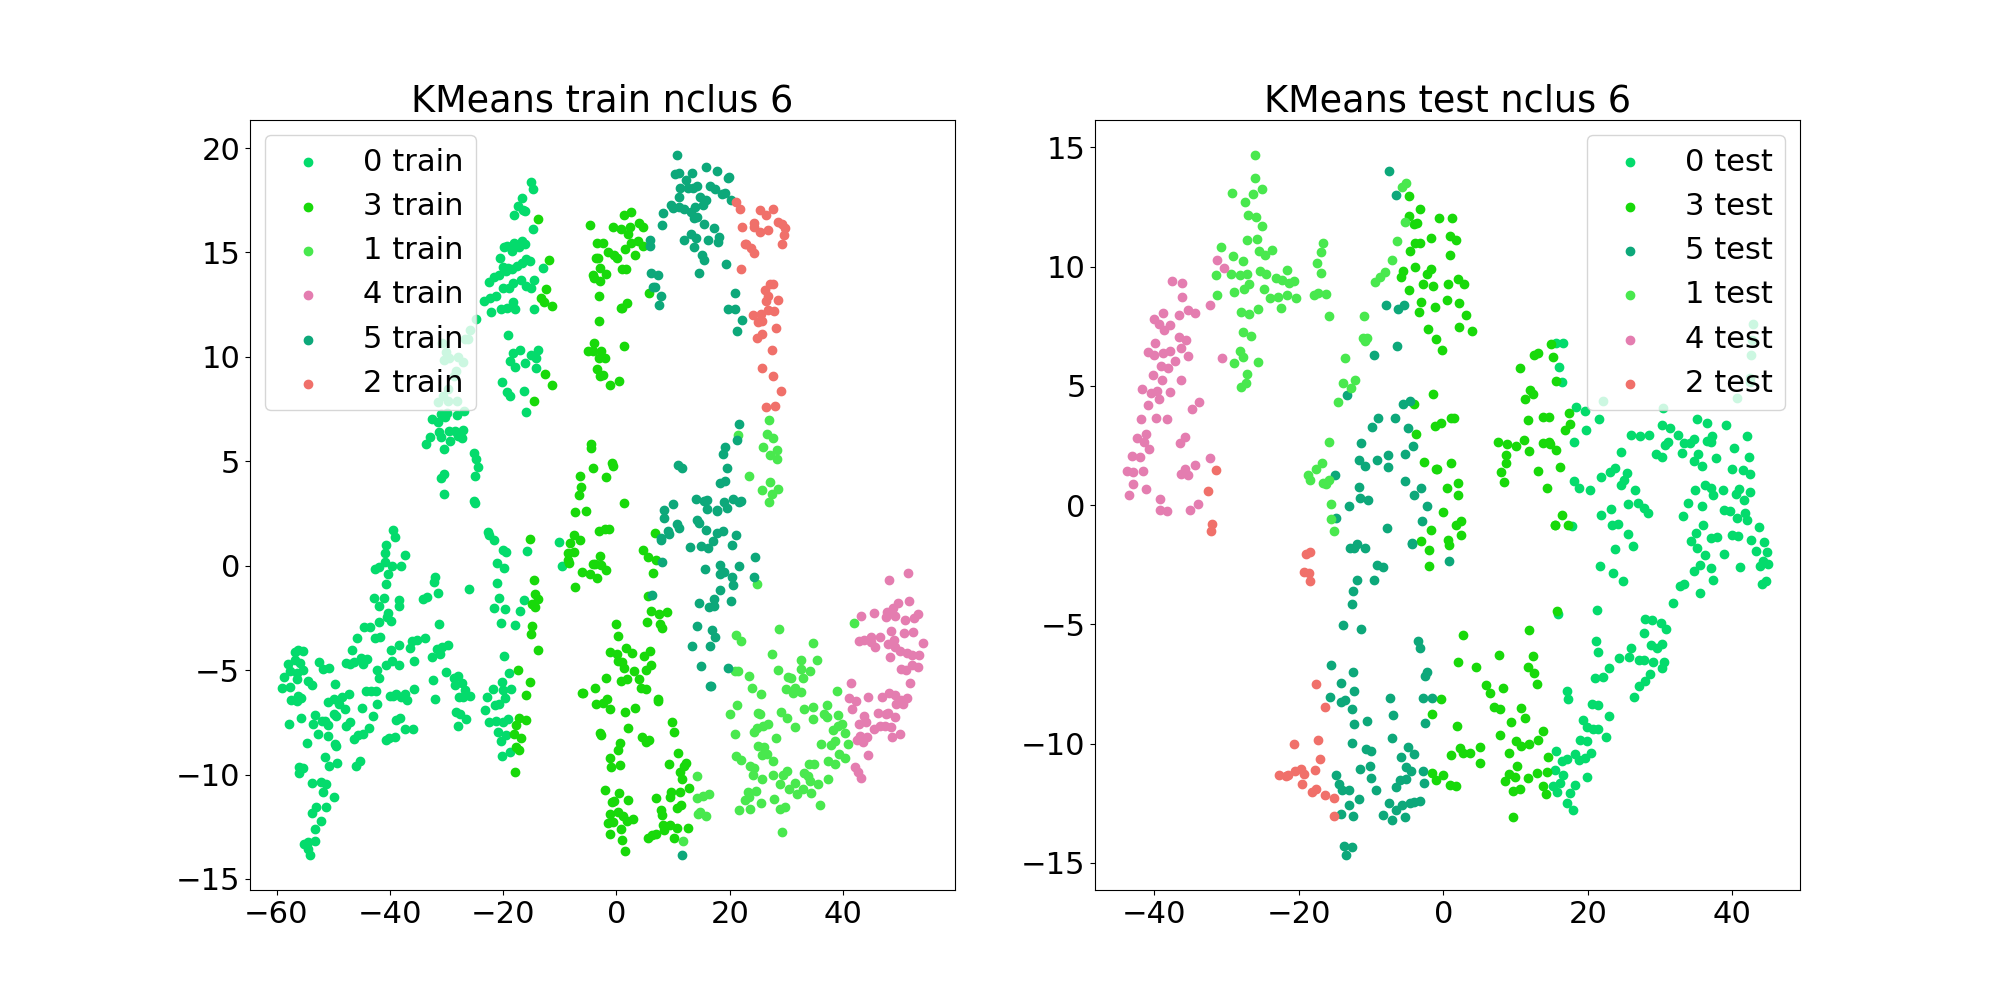 KMeans train nclus 6
20
15
10
5
0
−5
−10
−15
−60
−40
−20
0
20
40
0 train
3 train
1 train
4 train
5 train
2 train
KMeans test nclus 6
15
10
5
0
−5
−10
−15
−40
−20
0
20
40
0 test
3 test
5 test
1 test
4 test
2 test